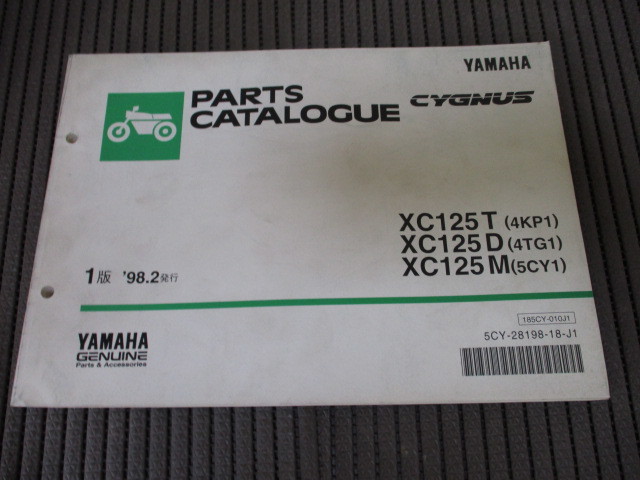 YAMAHA
PARTS
CATALOGUE
CYGNUS
XC125T (4KP1)
XC125D (4TG1)
XC125M (5CY1)
1版 '98.2発行
185CY-010J1
5CY-28198-18-J1
YAMAHA
GENUINE
Parts & Accessories